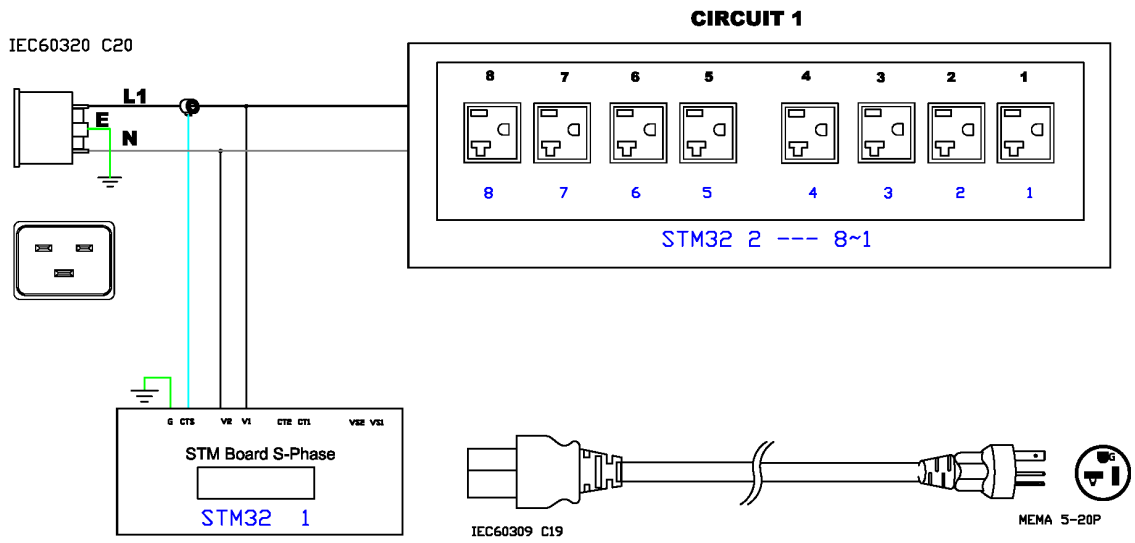 CIRCUIT 1
IEC60320 C20
8 7 6 5 4 3 2 1
L1
E
N
8 7 6 5 4 3 2 1
STM32 2 --- 8~1
G CTS VR V1 CT2 CT1 VS2 VS1
STM Board S-Phase
STM32 1
G
IEC60309 C19
MEMA 5-20P